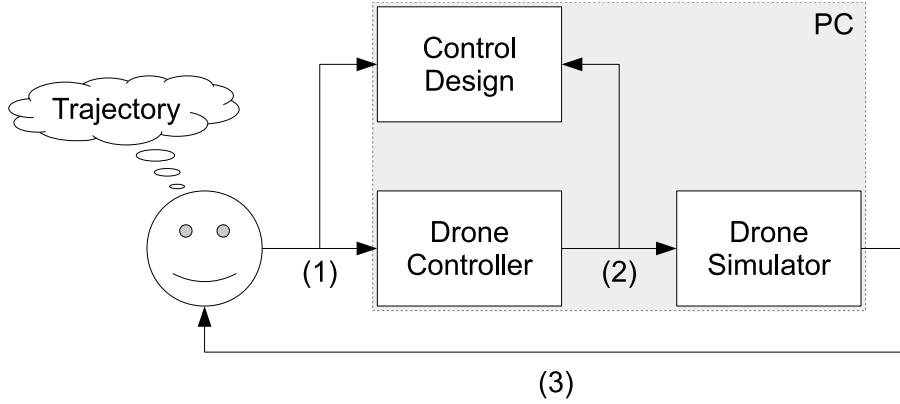 PC
Control
Design
Trajectory
Drone
Controller
Drone
Simulator
(1)
(2)
(3)